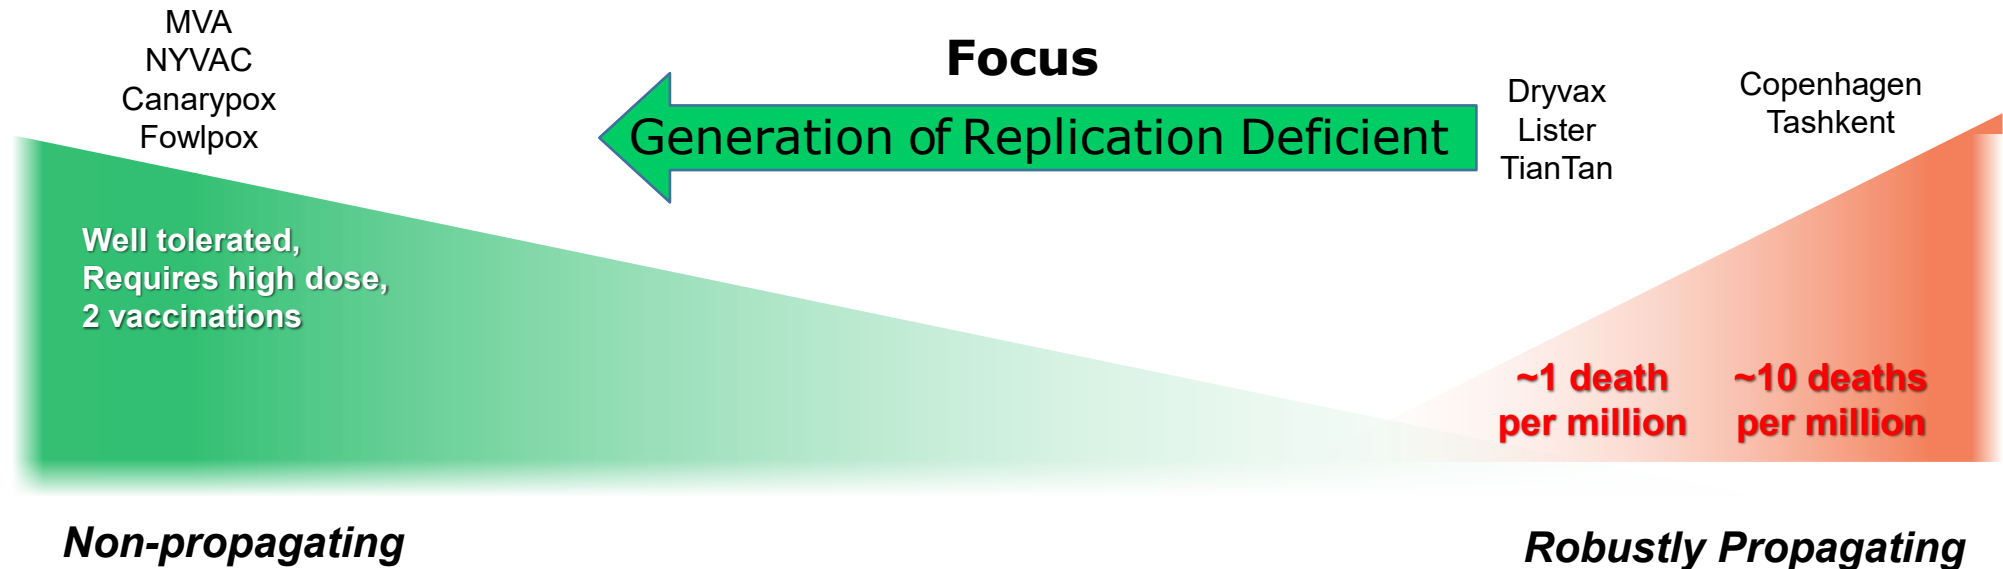 MVA
NYVAC
Canarypox
Fowlpox
Focus
Generation of Replication Deficient
Dryvax
Lister
TianTan
Copenhagen
Tashkent
Well tolerated,
Requires high dose,
2 vaccinations
~1 death
per million
~10 deaths
per million
Non-propagating
Robustly Propagating